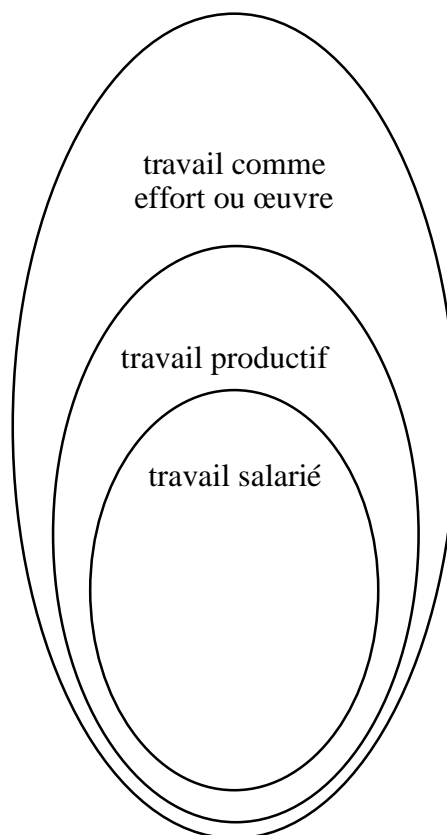 travail comme
effort ou œuvre
travail productif
travail salarié